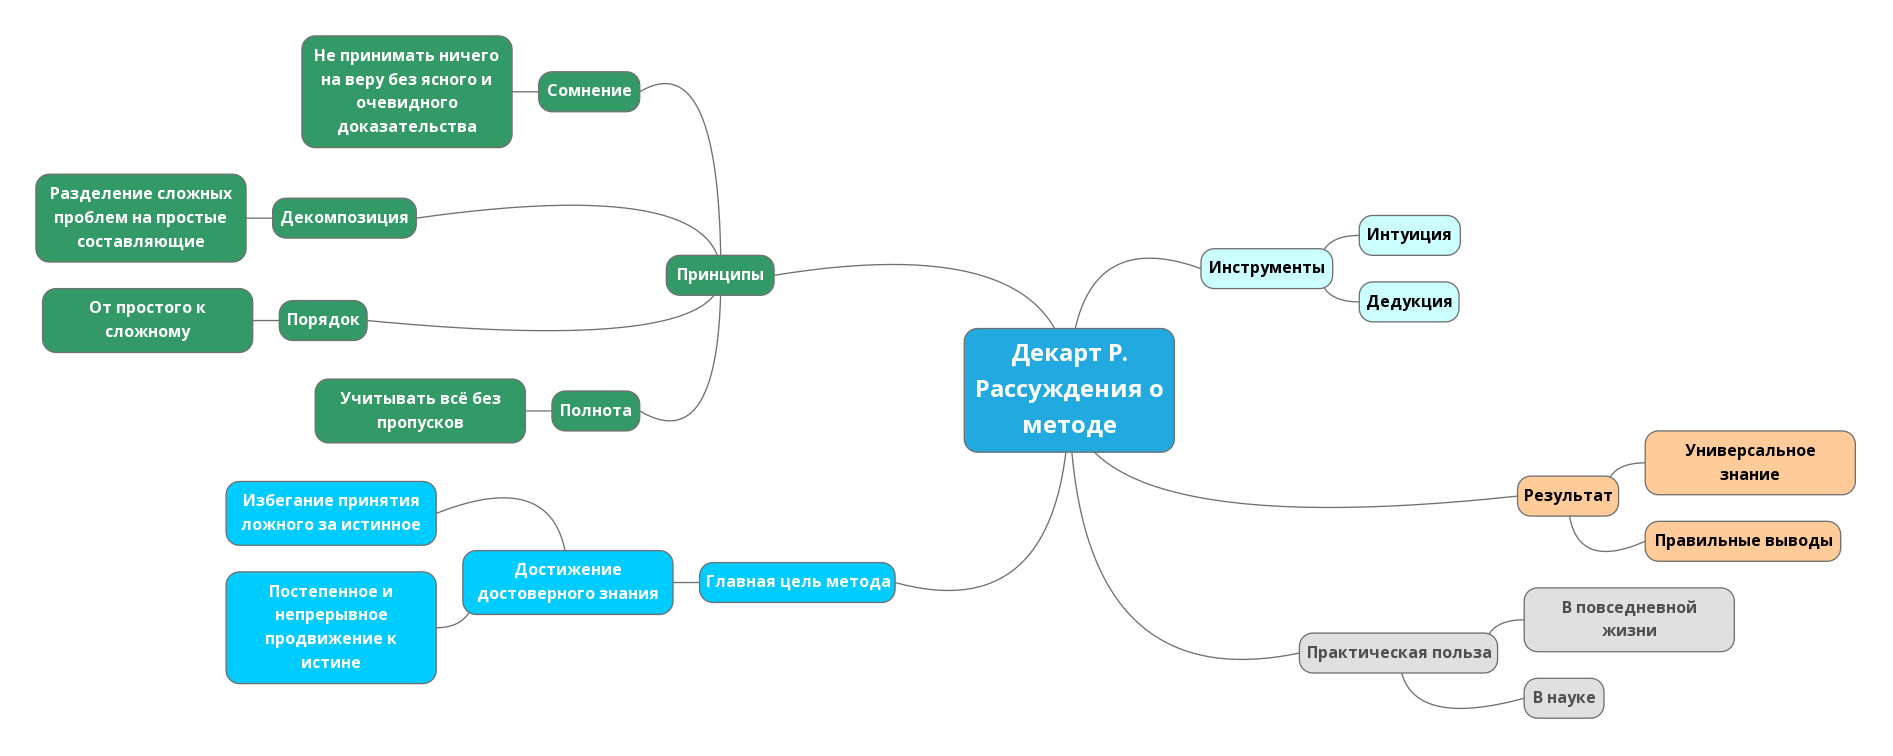 Не принимать ничего
на веру без ясного и
очевидного
доказательства
Сомнение
Разделение сложных
проблем на простые
составляющие
Декомпозиция
Принципы
От простого к
сложному
Порядок
Учитывать всё без
пропусков
Полнота
Избегание принятия
ложного за истинное
Постепенное и
непрерывное
продвижение к
истине
Достижение
достоверного знания
Главная цель метода
Декарт Р.
Рассуждения о
методе
Инструменты
Интуиция
Дедукция
Результат
Универсальное
знание
Правильные выводы
Практическая польза
В повседневной
жизни
В науке